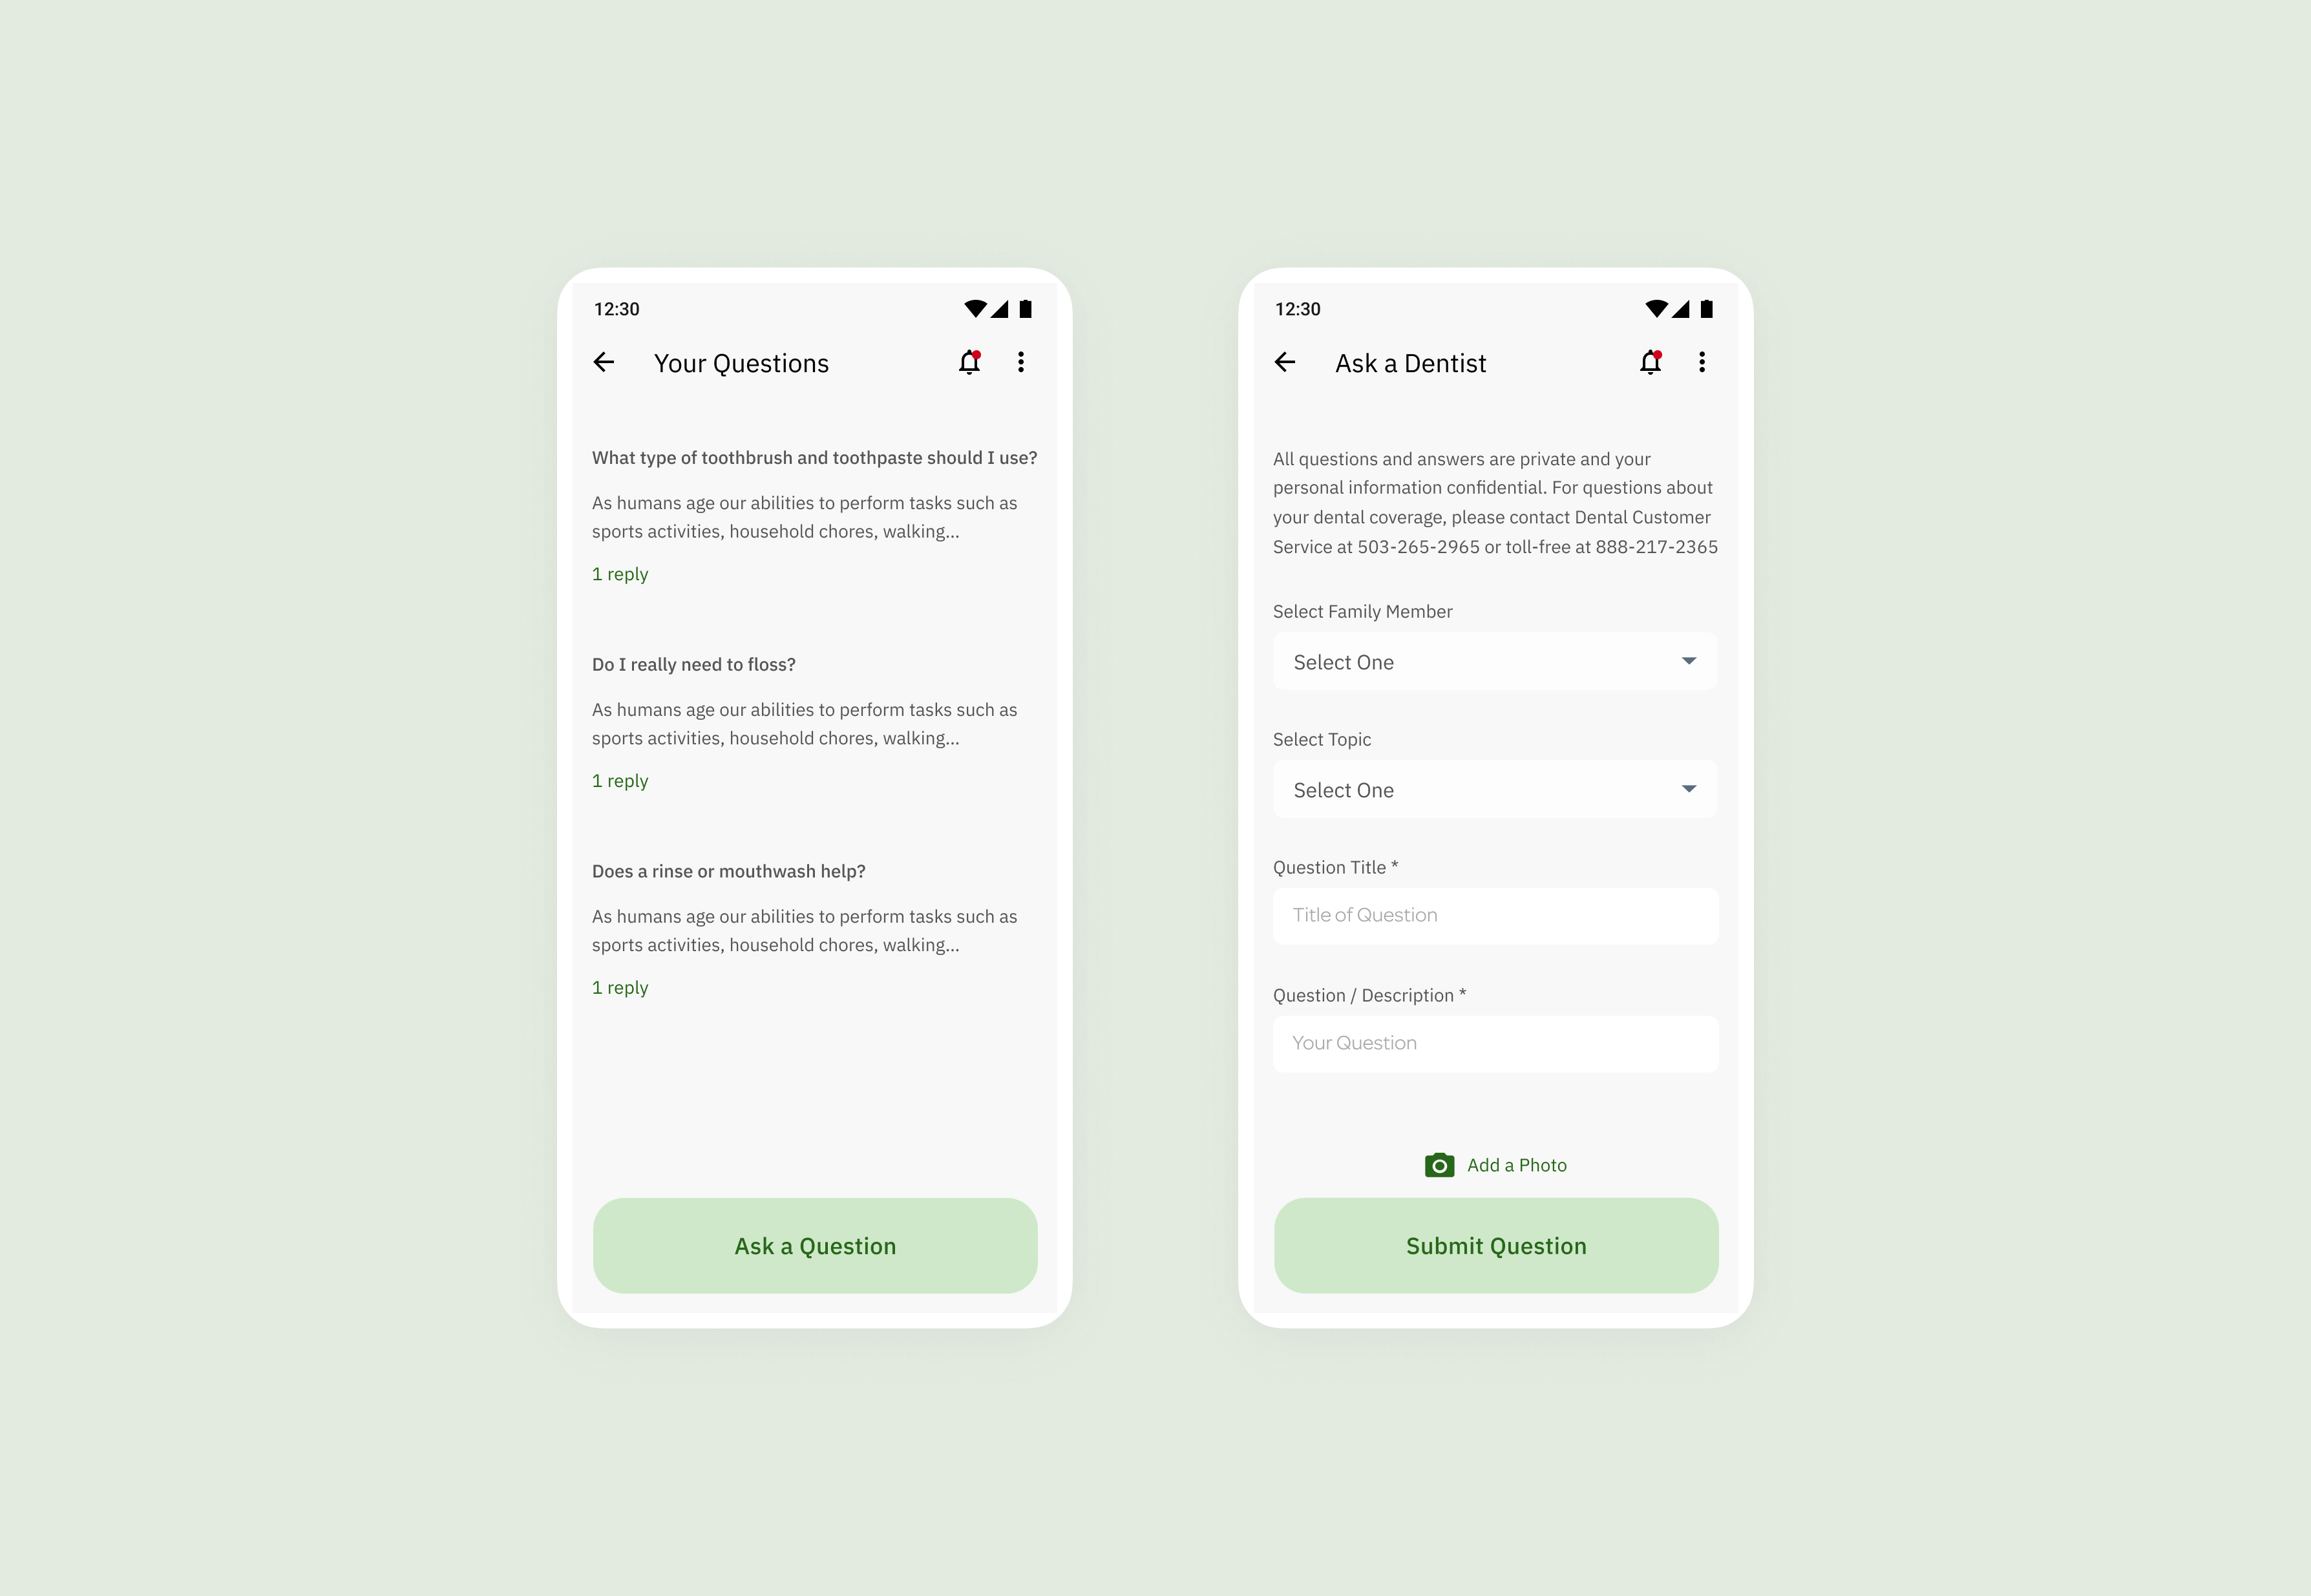 12:30
Your Questions
What type of toothbrush and toothpaste should I use?
As humans age our abilities to perform tasks such as
sports activities, household chores, walking...
1 reply
Do I really need to floss?
As humans age our abilities to perform tasks such as
sports activities, household chores, walking...
1 reply
Does a rinse or mouthwash help?
As humans age our abilities to perform tasks such as
sports activities, household chores, walking...
1 reply
Ask a Question
12:30
Ask a Dentist
All questions and answers are private and your
personal information confidential. For questions about
your dental coverage, please contact Dental Customer
Service at 503-265-2965 or toll-free at 888-217-2365
Select Family Member
Select One
Select Topic
Select One
Question Title *
Title of Question
Question / Description *
Your Question
Add a Photo
Submit Question